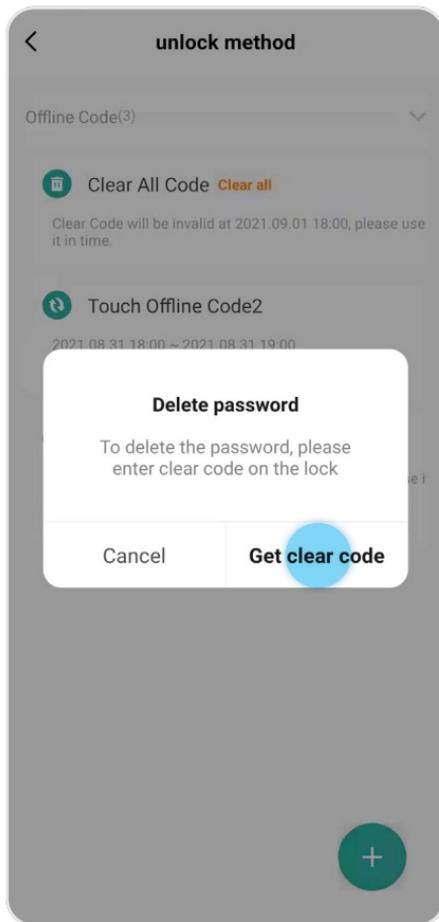 unlock method
Offline Code(3)
Clear All Code Clear all
Clear Code will be invalid at 2021.09.01 18:00, please use
it in time.
Touch Offline Code2
2021.08.31 18:00 ~ 2021.08.31 19:00
Delete password
To delete the password, please
enter clear code on the lock
Cancel Get clear code